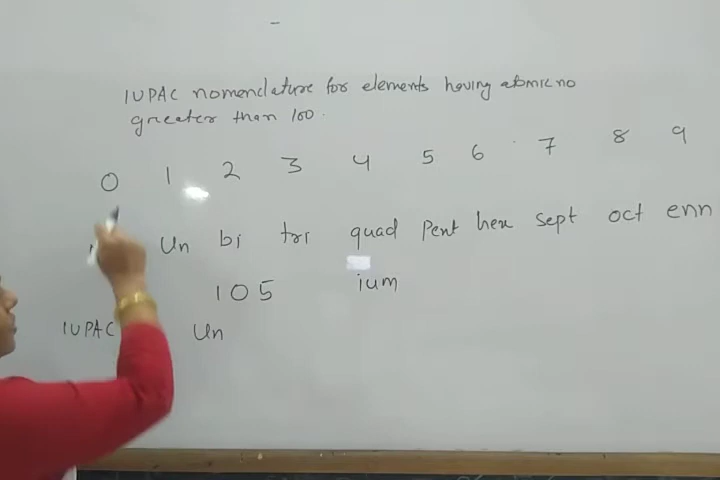 IUPAC nomenclature for elements having atomic no
greater than 100.
0 1 2 3 4 5 6 7 8 9
Un bi tri quad Pent hex sept oct enn
105 ium
IUPAC Un